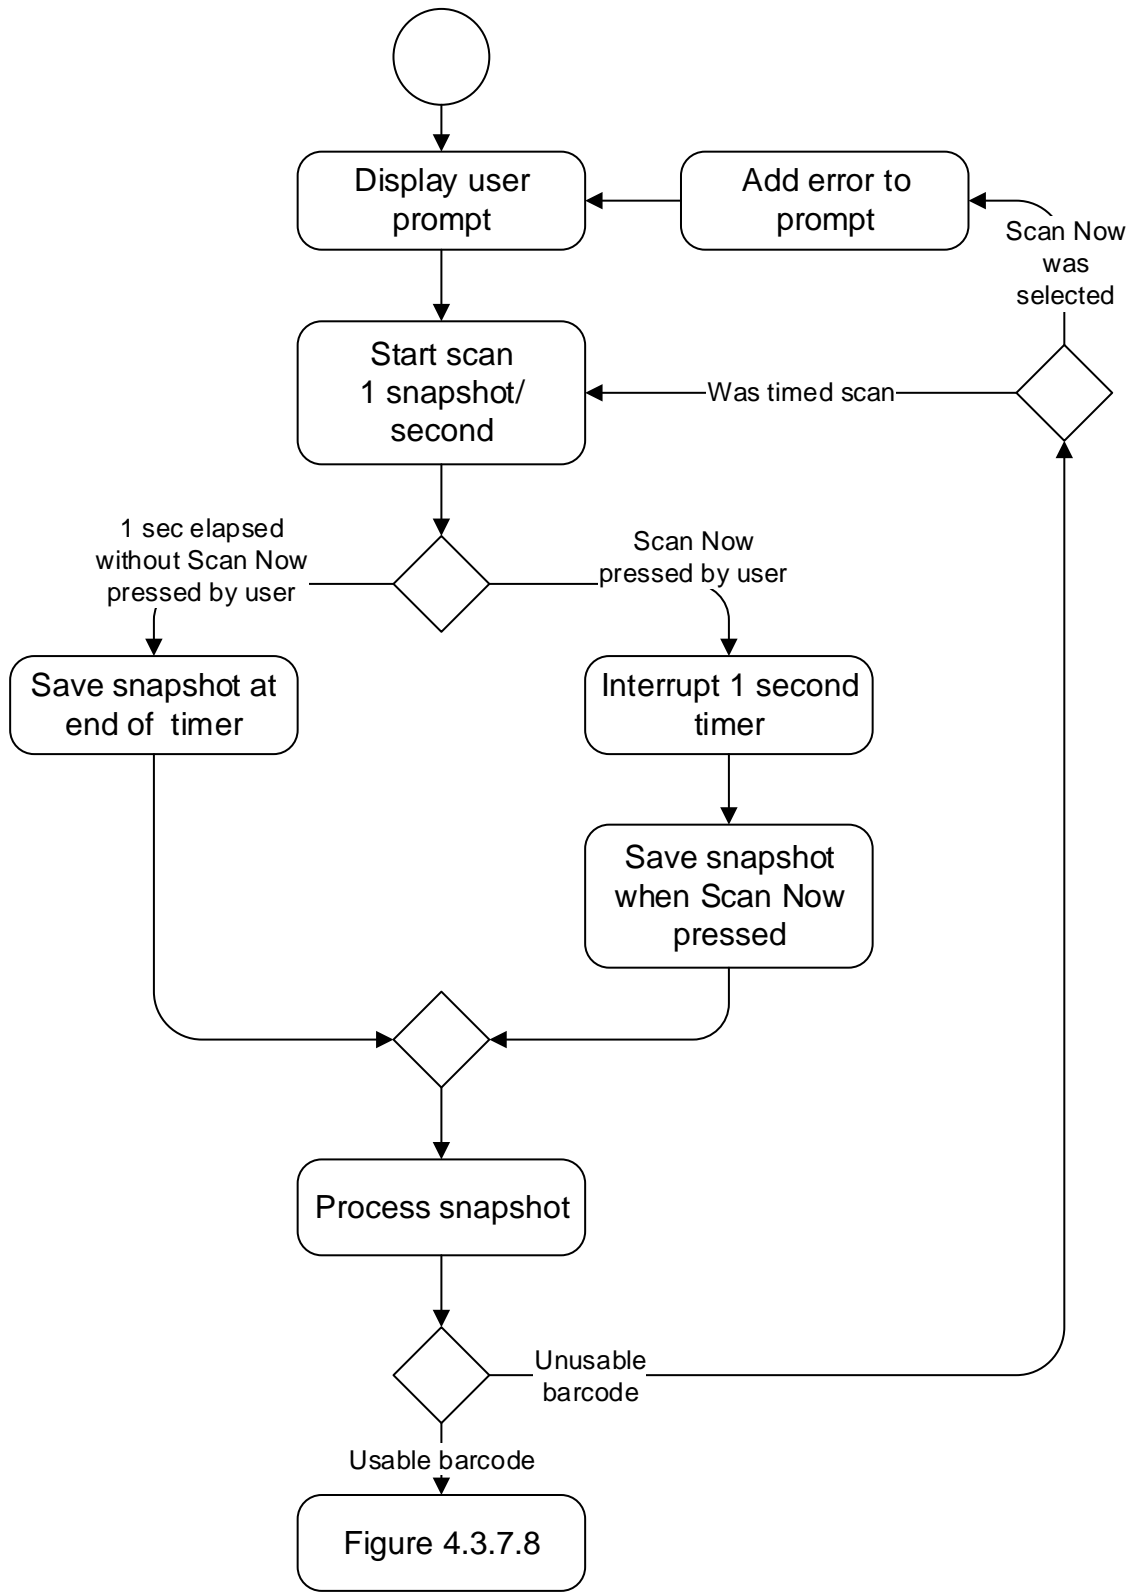 Display user
prompt
Add error to
prompt
Scan Now
was
selected
Start scan
1 snapshot/
second
Was timed scan
1 sec elapsed
without Scan Now
pressed by user
Scan Now
pressed by user
Save snapshot at
end of timer
Interrupt 1 second
timer
Save snapshot
when Scan Now
pressed
Process snapshot
Unusable
barcode
Usable barcode
Figure 4.3.7.8